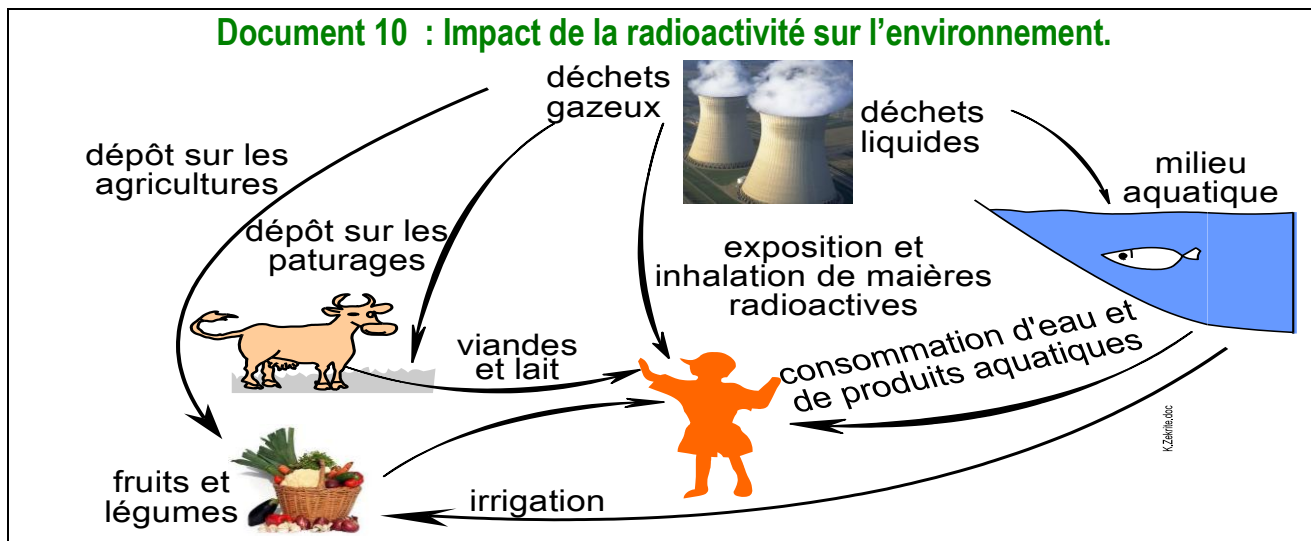 Document 10  : Impact de la radioactivité sur l’environnement.
déchets
gazeux
déchets
liquides
milieu
aquatique
dépôt sur les
agricultures
dépôt sur les
paturages
exposition et
inhalation de maières
radioactives
viandes
et lait
consommation d'eau et
de produits aquatiques
fruits et
légumes
irrigation
K.Zekrite.doc